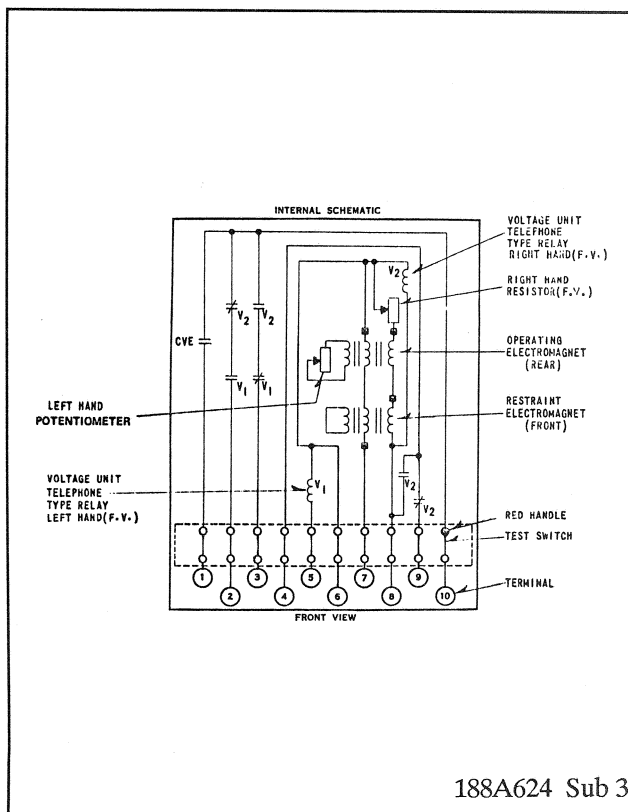 INTERNAL SCHEMATIC
VOLTAGE UNIT
TELEPHONE
TYPE RELAY
RIGHT HAND(F.V.)
V2
RIGHT HAND
RESISTOR(F.V.)
V2
V2
CVE
OPERATING
ELECTROMAGNET
(REAR)
V1
V1
LEFT HAND
POTENTIOMETER
RESTRAINT
ELECTROMAGNET
(FRONT)
VOLTAGE UNIT
TELEPHONE
TYPE RELAY
LEFT HAND(F.V.)
V1
V2
V2
RED HANDLE
TEST SWITCH
1
2
3
4
5
6
7
8
9
10
TERMINAL
FRONT VIEW
188A624 Sub 3